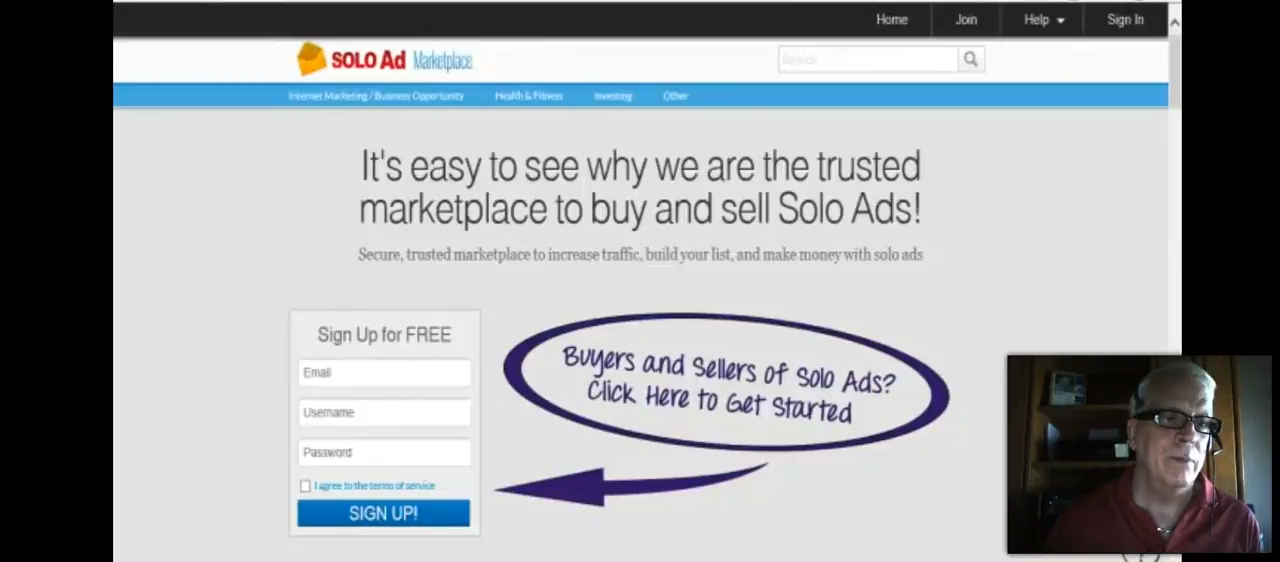 Home Join Help Sign In
SOLO Ad Marketplace
Search
Internet Marketing / Business Opportunity Health & Fitness Investing Other
It's easy to see why we are the trusted
marketplace to buy and sell Solo Ads!
Secure, trusted marketplace to increase traffic, build your list, and make money with solo ads
Sign Up for FREE
Email
Username
Password
I agree to the terms of service
SIGN UP!
Buyers and Sellers of Solo Ads?
Click Here to Get Started